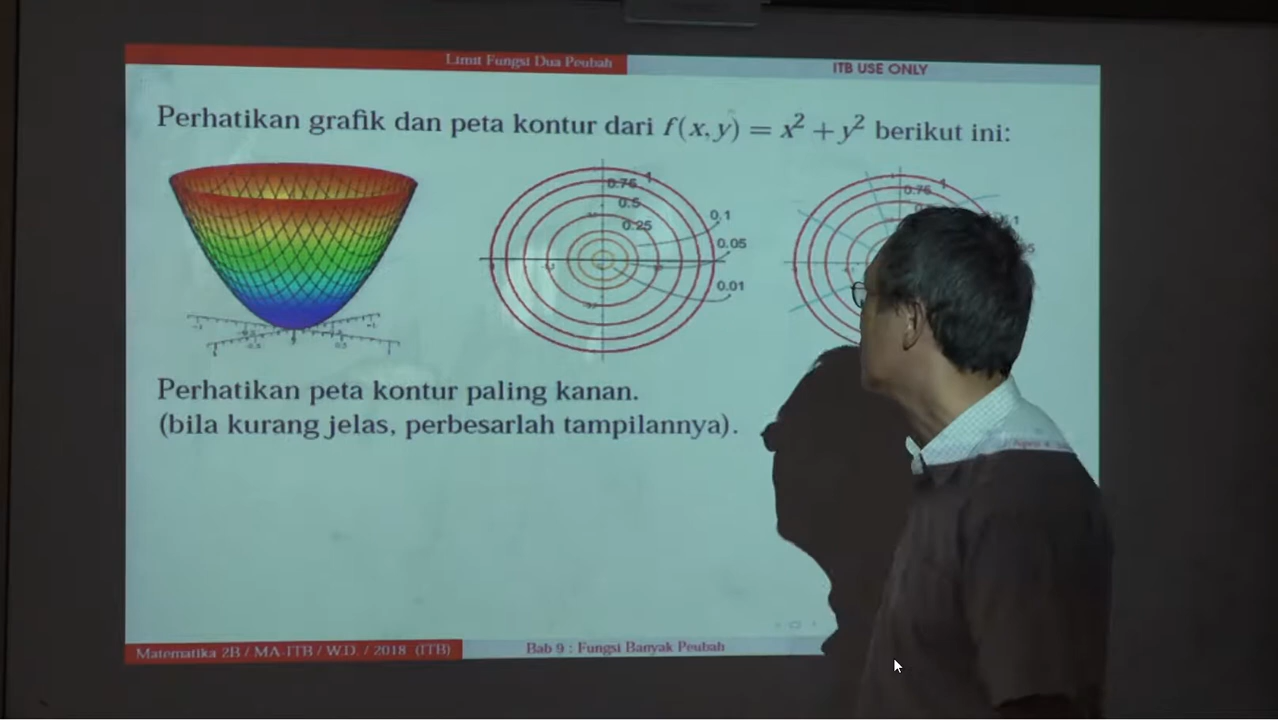 Limit Fungsi Dua Peubah
ITB USE ONLY
Perhatikan grafik dan peta kontur dari f(x, y) = x² + y² berikut ini:
0.75 1
0.5
0.25
0.1
0.05
0.01
0.75 1
Perhatikan peta kontur paling kanan.
(bila kurang jelas, perbesarlah tampilannya).
Matematika 2B / MA-ITB / W.D. / 2018 (ITB)
Bab 9 : Fungsi Banyak Peubah